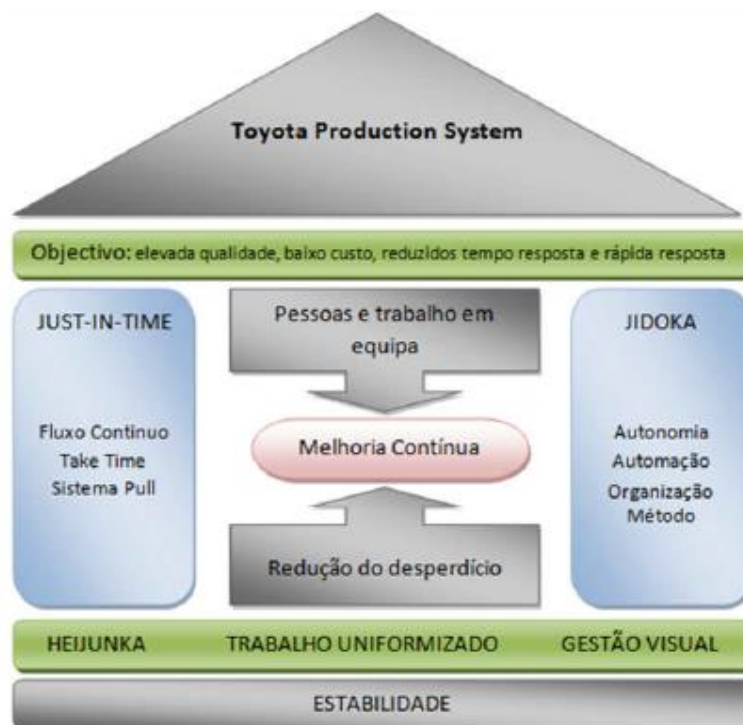 Toyota Production System
Objectivo: elevada qualidade, baixo custo, reduzidos tempo resposta e rápida resposta
JUST-IN-TIME
Fluxo Continuo
Take Time
Sistema Pull
Pessoas e trabalho em
equipa
Melhoria Contínua
Redução do desperdício
JIDOKA
Autonomia
Automação
Organização
Método
HEIJUNKA TRABALHO UNIFORMIZADO GESTÃO VISUAL
ESTABILIDADE